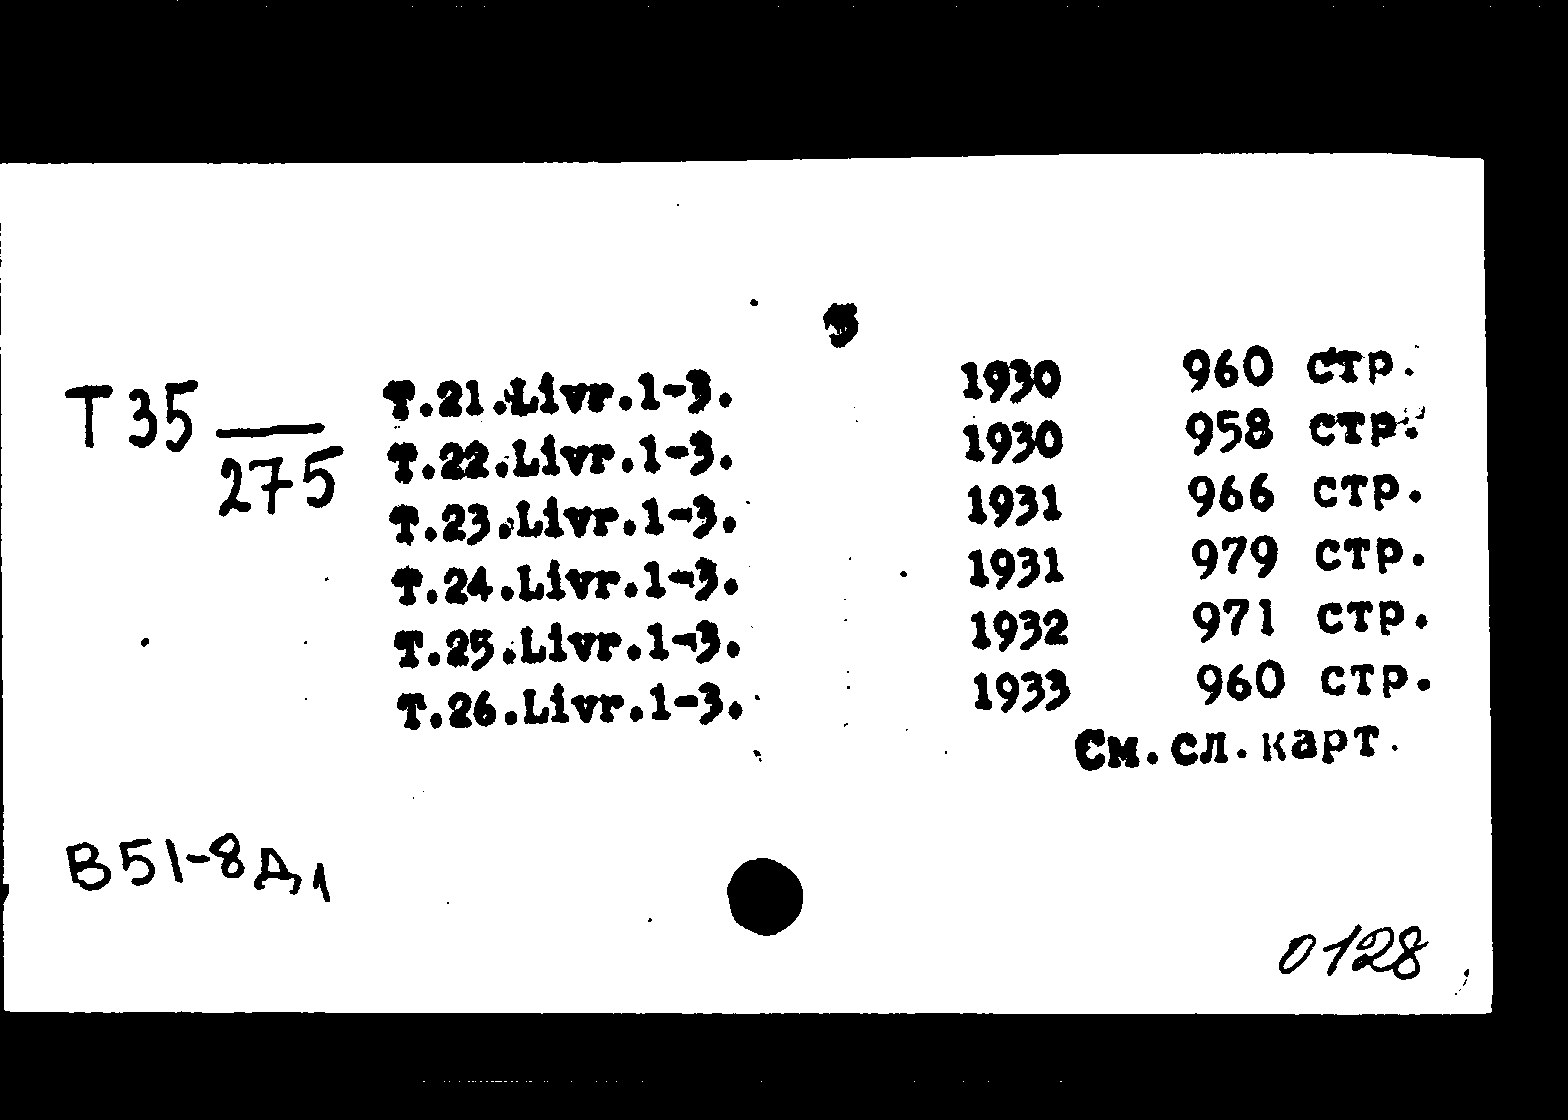 3
T35/275
T.21.Livr.1-3. 1930 960 стр.
T.22.Livr.1-3. 1930 958 стр.
T.23.Livr.1-3. 1931 966 стр.
T.24.Livr.1-3. 1931 979 стр.
T.25.Livr.1-3. 1932 971 стр.
T.26.Livr.1-3. 1933 960 стр.
См.сл.карт.
В51-8Д1
0128